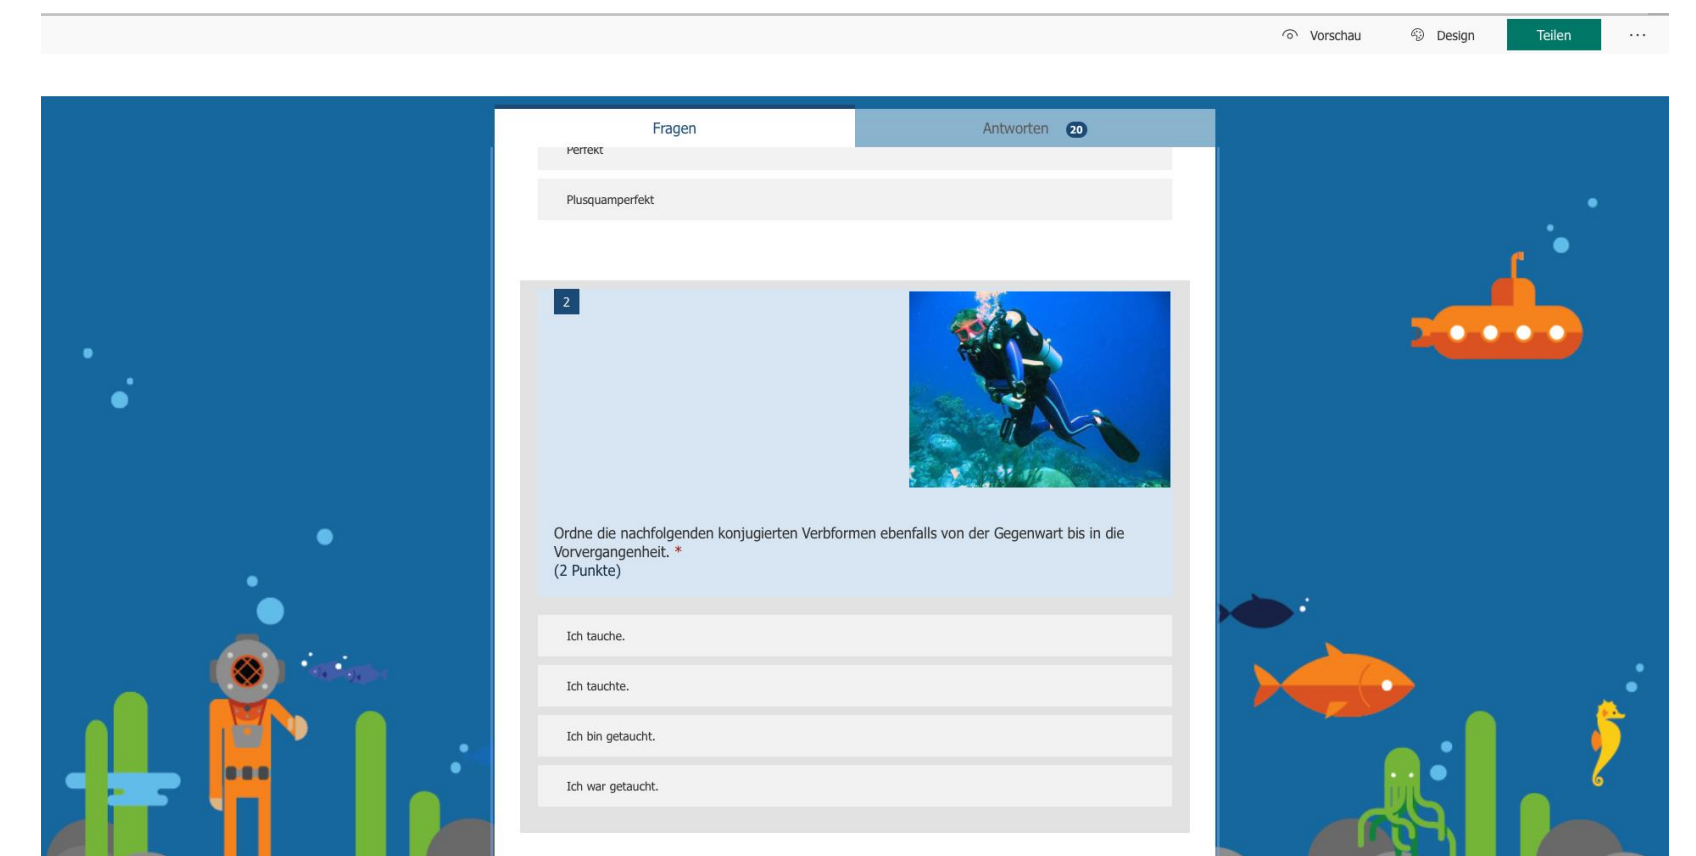 Vorschau
Design
Teilen
Fragen
Antworten 20
Perfekt
Plusquamperfekt
2
Ordne die nachfolgenden konjugierten Verbformen ebenfalls von der Gegenwart bis in die
Vorvergangenheit. *
(2 Punkte)
Ich tauche.
Ich tauchte.
Ich bin getaucht.
Ich war getaucht.